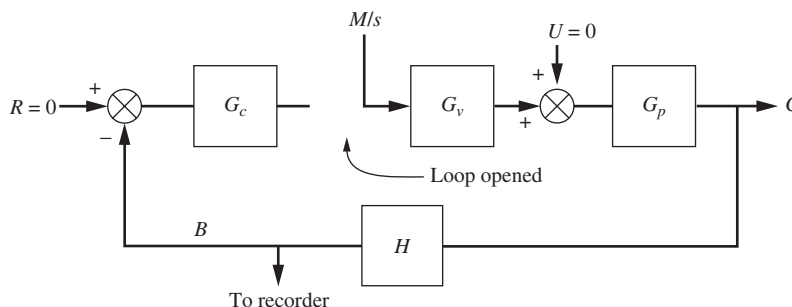 M/s
U = 0
+
+
R = 0
G_c
G_v
+
G_p
C
−
Loop opened
B
H
To recorder